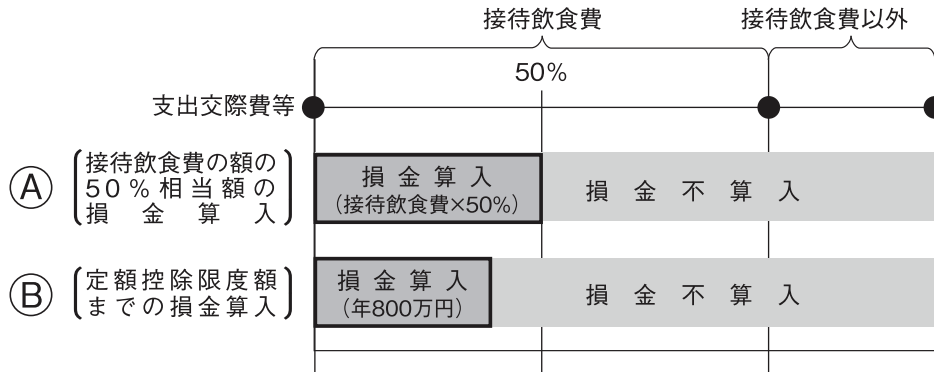 接待飲食費
接待飲食費以外
50%
支出交際費等
Ⓐ
接待飲食費の額の
50%相当額の
損金算入
損金算入
(接待飲食費×50%)
損金不算入
Ⓑ
定額控除限度額
までの損金算入
損金算入
(年800万円)
損金不算入